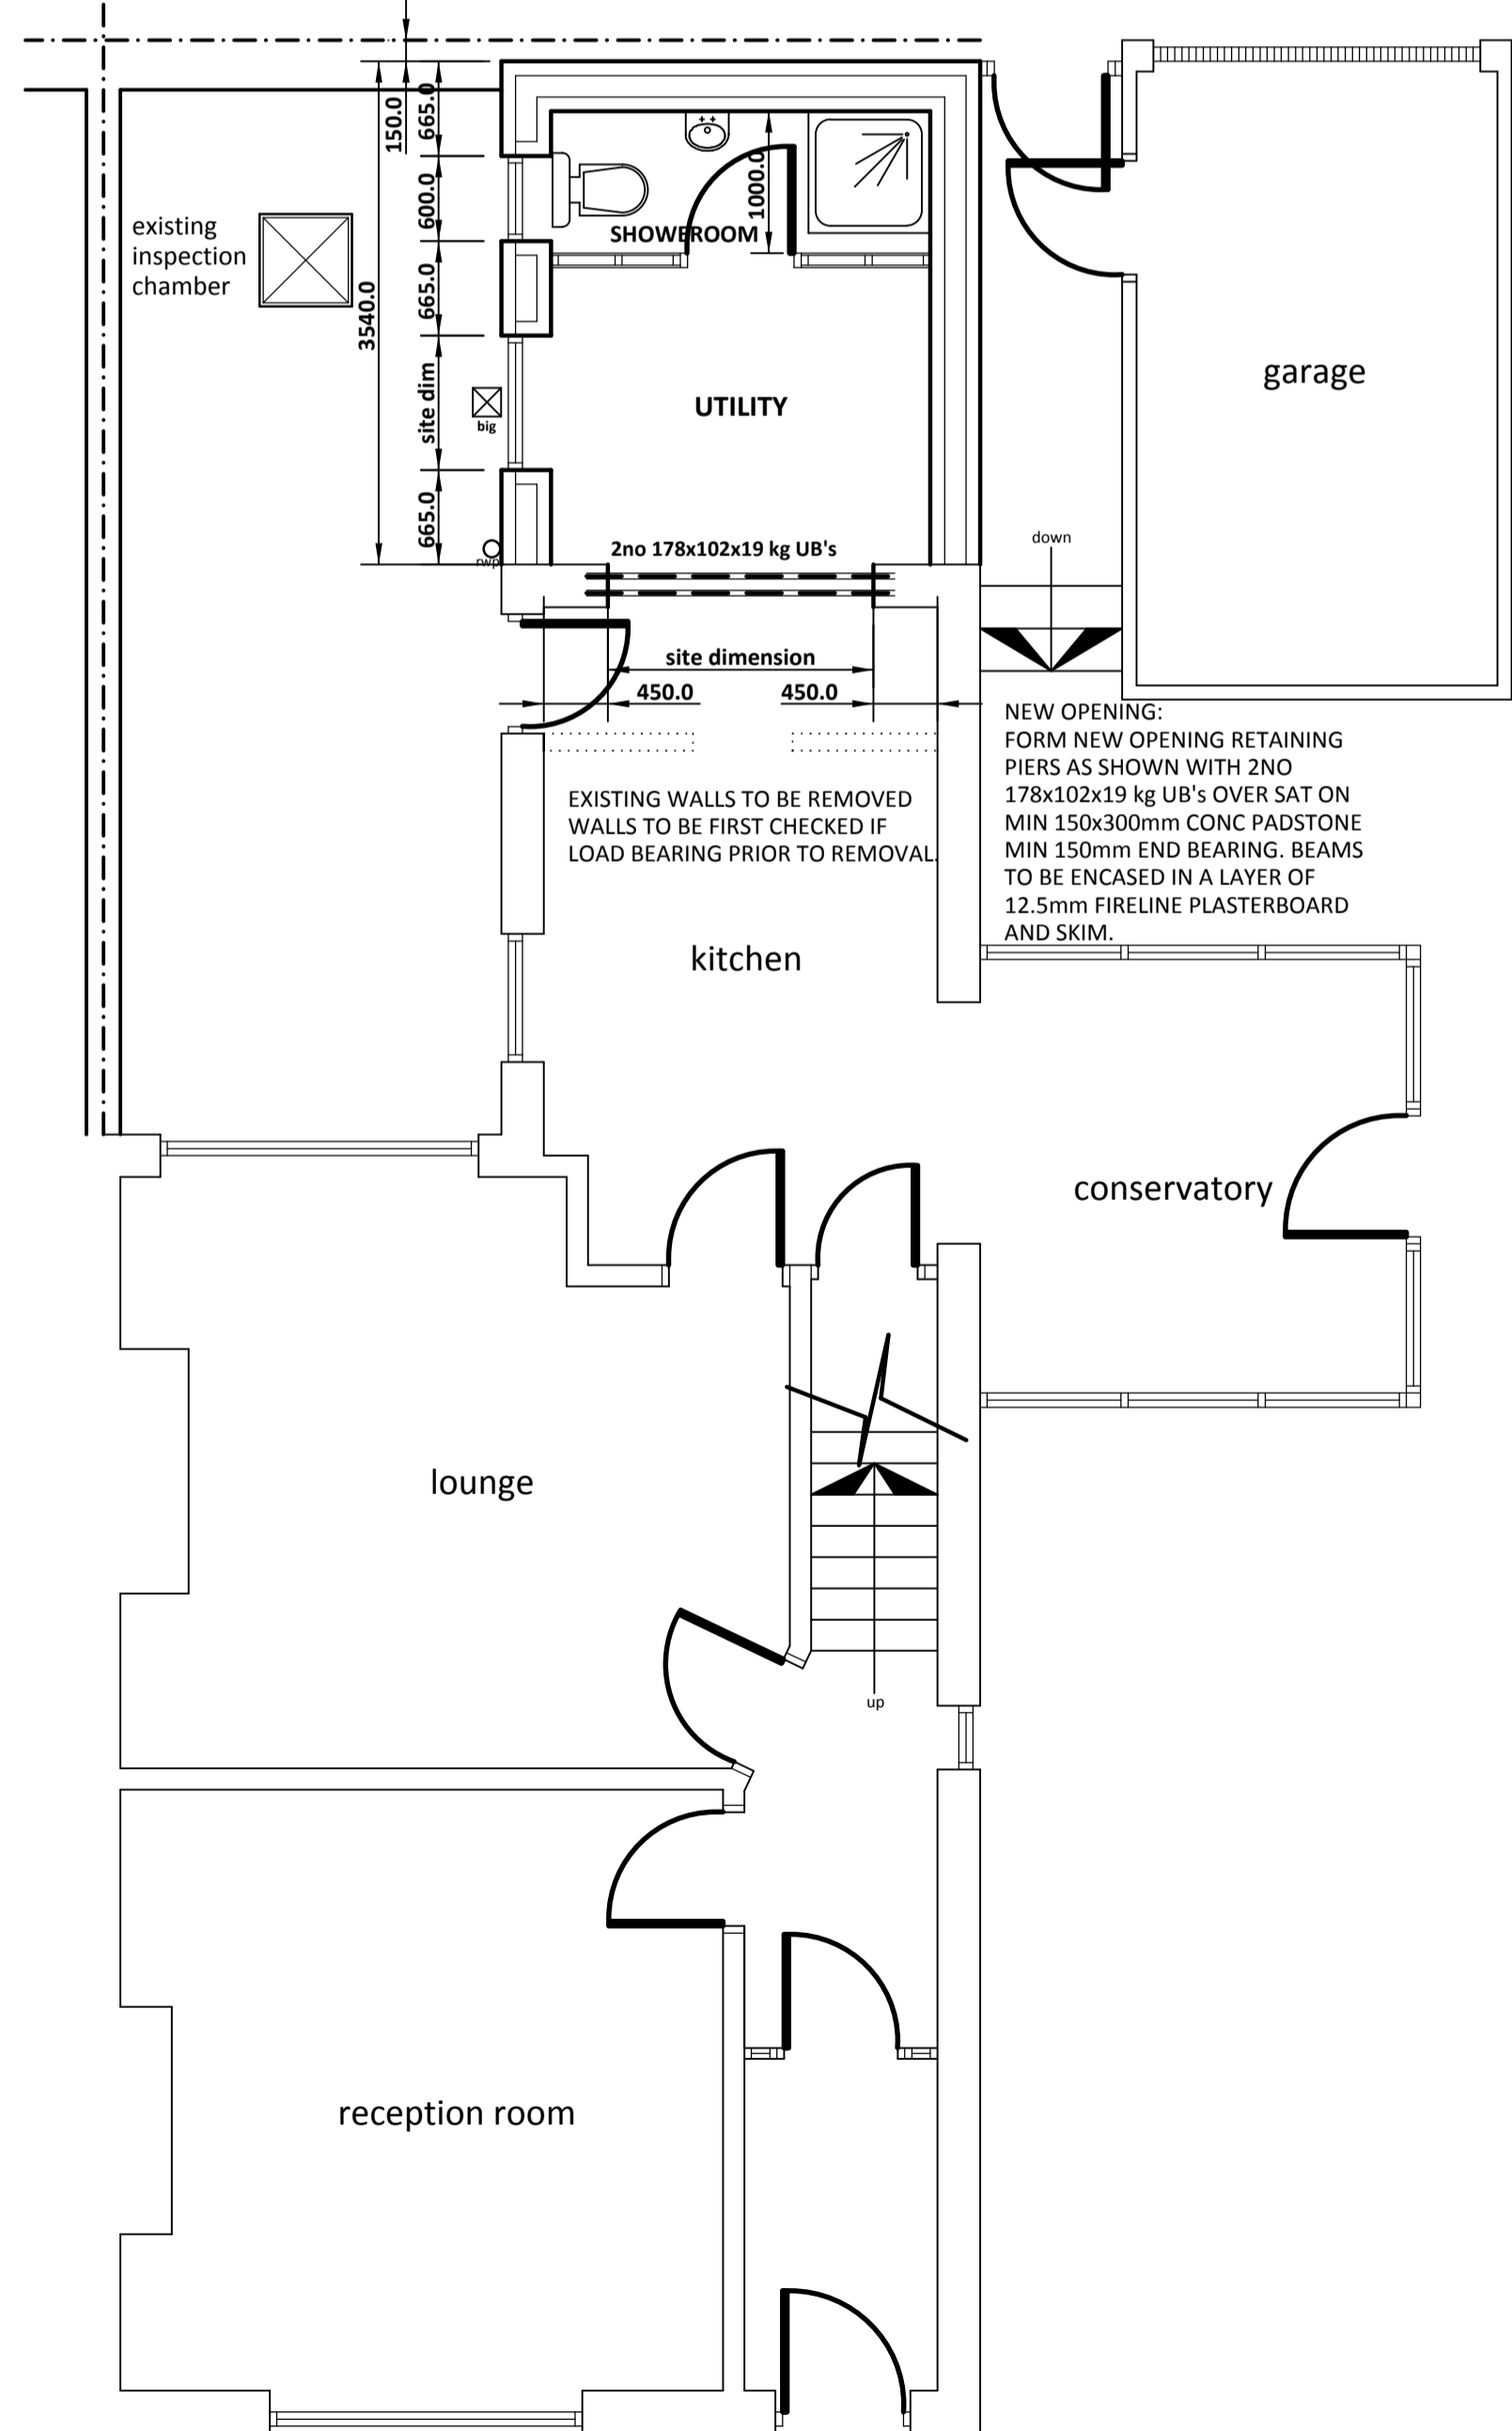 150.0
665.0
600.0
665.0
3540.0
site dim
665.0
existing
inspection
chamber
SHOWEROOM
1000.0
UTILITY
big
rwp
2no 178x102x19 kg UB's
garage
down
site dimension
450.0
450.0
NEW OPENING:
FORM NEW OPENING RETAINING
PIERS AS SHOWN WITH 2NO
178x102x19 kg UB's OVER SAT ON
MIN 150x300mm CONC PADSTONE
MIN 150mm END BEARING. BEAMS
TO BE ENCASED IN A LAYER OF
12.5mm FIRELINE PLASTERBOARD
AND SKIM.
EXISTING WALLS TO BE REMOVED
WALLS TO BE FIRST CHECKED IF
LOAD BEARING PRIOR TO REMOVAL.
kitchen
conservatory
lounge
up
reception room